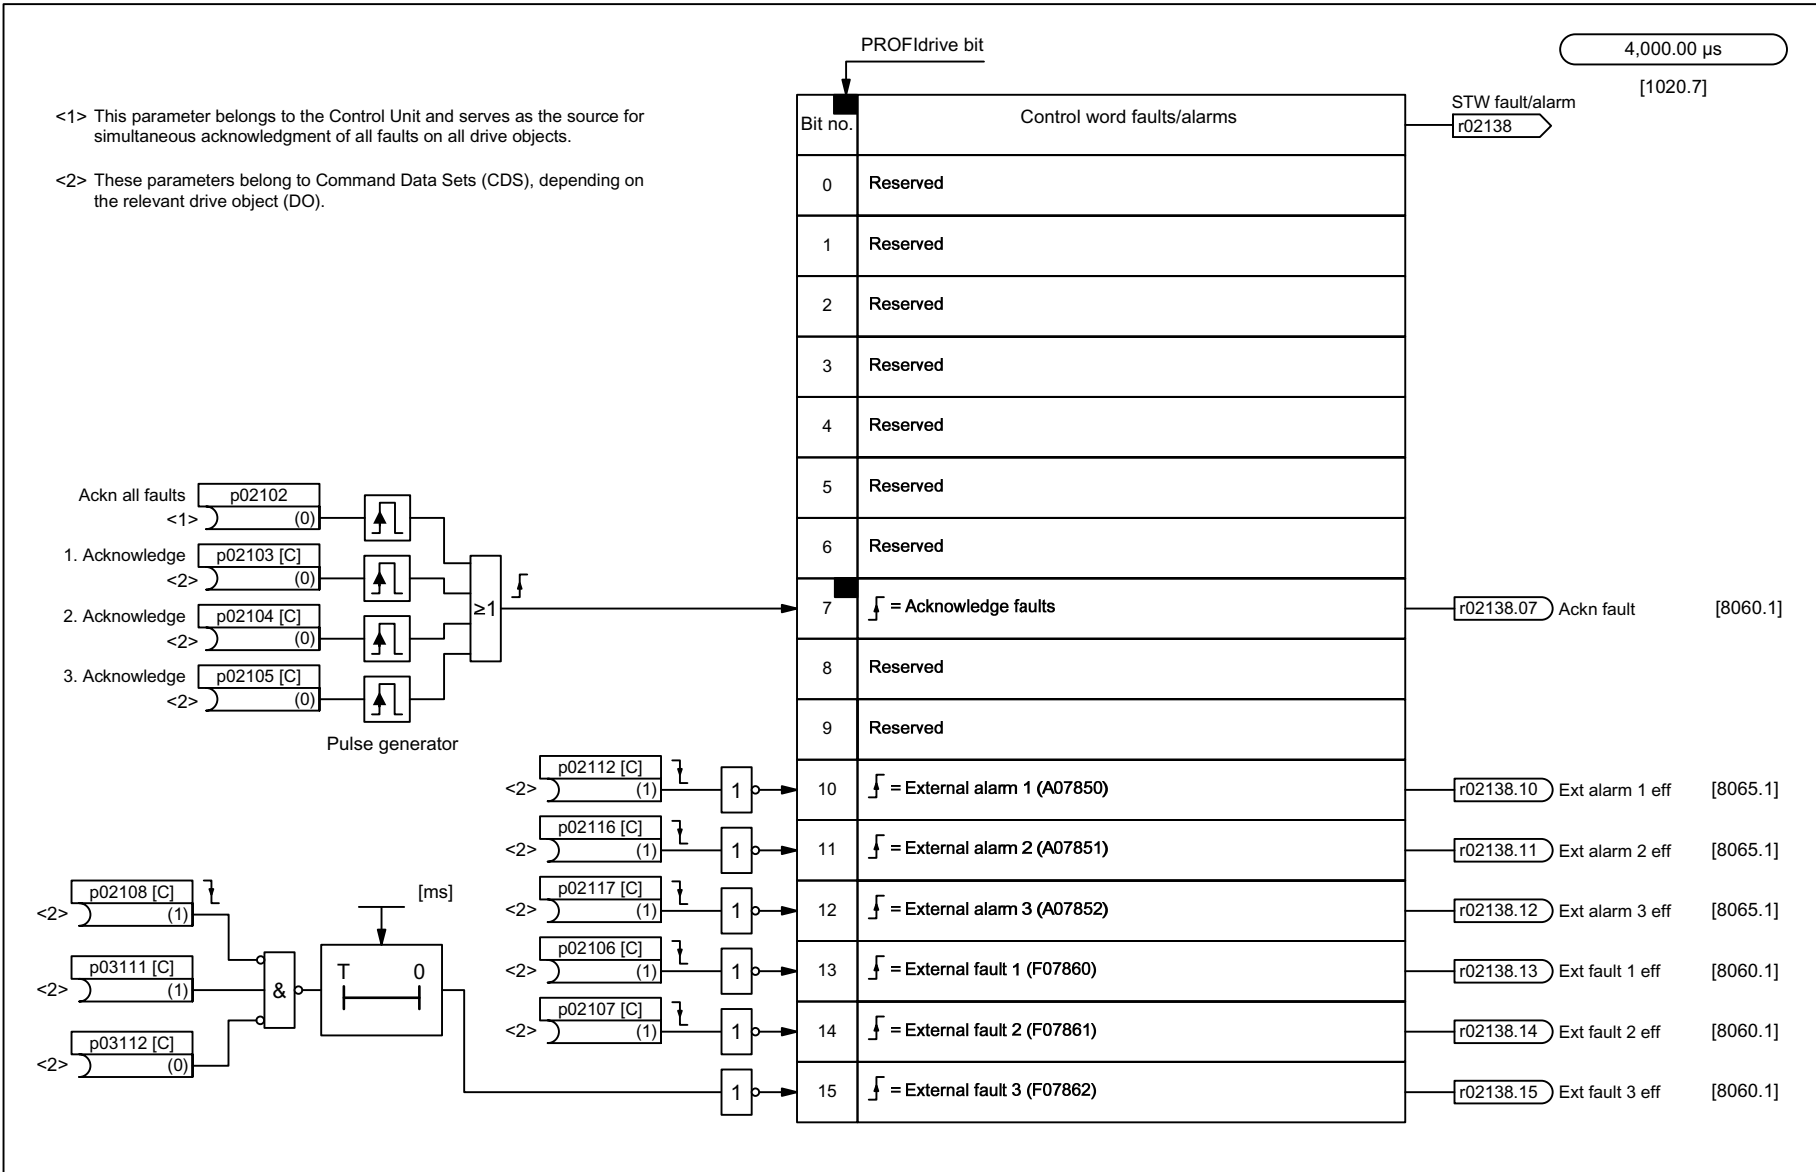 PROFIdrive bit
4,000.00 µs
[1020.7]
<1> This parameter belongs to the Control Unit and serves as the source for
simultaneous acknowledgment of all faults on all drive objects.
<2> These parameters belong to Command Data Sets (CDS), depending on
the relevant drive object (DO).
Bit no. Control word faults/alarms
STW fault/alarm
r02138
0 Reserved
1 Reserved
2 Reserved
3 Reserved
4 Reserved
5 Reserved
6 Reserved
Ackn all faults p02102
<1> (0)
1. Acknowledge p02103 [C]
<2> (0)
2. Acknowledge p02104 [C]
<2> (0)
3. Acknowledge p02105 [C]
<2> (0)
Pulse generator
≥1
7 = Acknowledge faults r02138.07 Ackn fault [8060.1]
8 Reserved
9 Reserved
p02112 [C]
<2> (1) 1 10 = External alarm 1 (A07850) r02138.10 Ext alarm 1 eff [8065.1]
p02116 [C]
<2> (1) 1 11 = External alarm 2 (A07851) r02138.11 Ext alarm 2 eff [8065.1]
p02117 [C]
<2> (1) 1 12 = External alarm 3 (A07852) r02138.12 Ext alarm 3 eff [8065.1]
p02106 [C]
<2> (1) 1 13 = External fault 1 (F07860) r02138.13 Ext fault 1 eff [8060.1]
p02107 [C]
<2> (1) 1 14 = External fault 2 (F07861) r02138.14 Ext fault 2 eff [8060.1]
1 15 = External fault 3 (F07862) r02138.15 Ext fault 3 eff [8060.1]
p02108 [C]
<2> (1)
p03111 [C]
<2> (1)
p03112 [C]
<2> (0)
&
[ms]
T 0